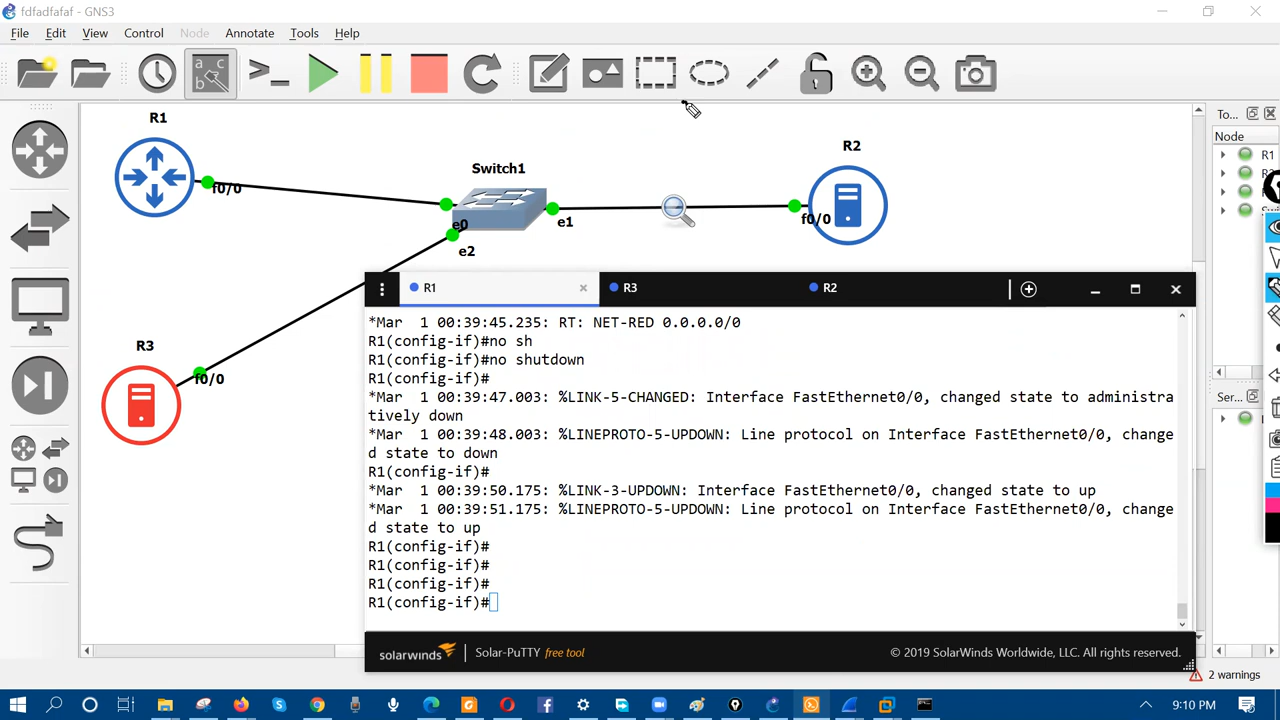 fdfadfafaf - GNS3
File Edit View Control Node Annotate Tools Help
R1
f0/0
Switch1
e0
e1
e2
R2
f0/0
R3
f0/0
To...
Node
R1
Ser...
R1 R3 R2
*Mar  1 00:39:45.235: RT: NET-RED 0.0.0.0/0
R1(config-if)#no sh
R1(config-if)#no shutdown
R1(config-if)#
*Mar  1 00:39:47.003: %LINK-5-CHANGED: Interface FastEthernet0/0, changed state to administra
tively down
*Mar  1 00:39:48.003: %LINEPROTO-5-UPDOWN: Line protocol on Interface FastEthernet0/0, change
d state to down
R1(config-if)#
*Mar  1 00:39:50.175: %LINK-3-UPDOWN: Interface FastEthernet0/0, changed state to up
*Mar  1 00:39:51.175: %LINEPROTO-5-UPDOWN: Line protocol on Interface FastEthernet0/0, change
d state to up
R1(config-if)#
R1(config-if)#
R1(config-if)#
R1(config-if)#
solarwinds Solar-PuTTY free tool © 2019 SolarWinds Worldwide, LLC. All rights reserved.
2 warnings
9:10 PM